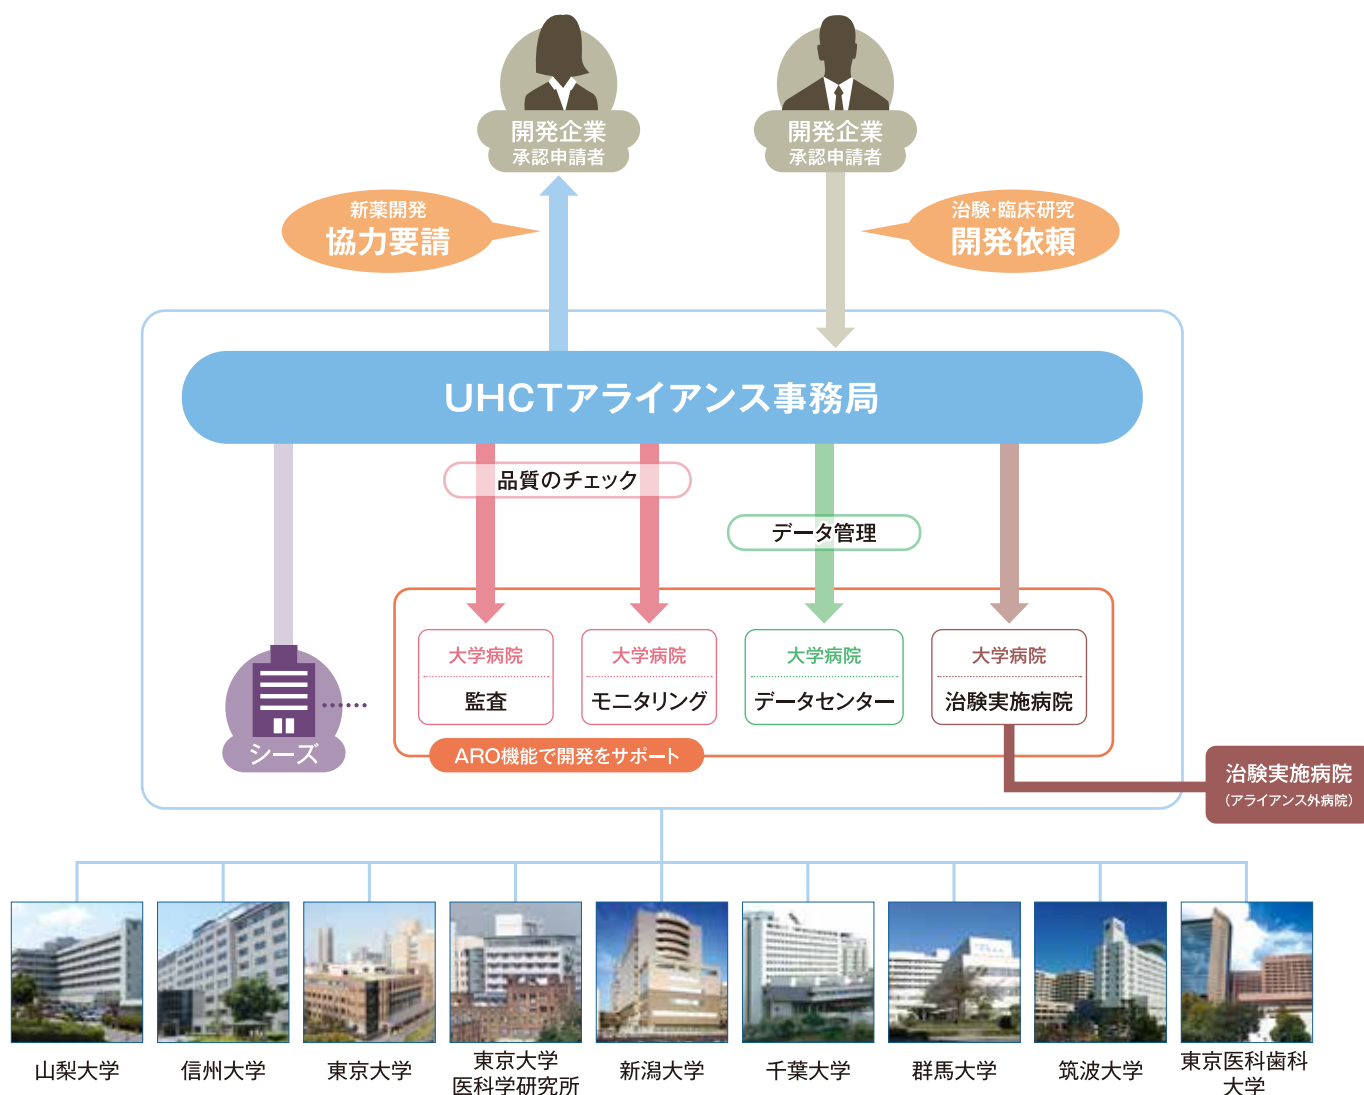 開発企業
承認申請者
開発企業
承認申請者
新薬開発
協力要請
治験・臨床研究
開発依頼
UHCTアライアンス事務局
品質のチェック
データ管理
大学病院
監査
大学病院
モニタリング
大学病院
データセンター
大学病院
治験実施病院
シーズ
ARO機能で開発をサポート
治験実施病院
（アライアンス外病院）
山梨大学
信州大学
東京大学
東京大学
医科学研究所
新潟大学
千葉大学
群馬大学
筑波大学
東京医科歯科
大学